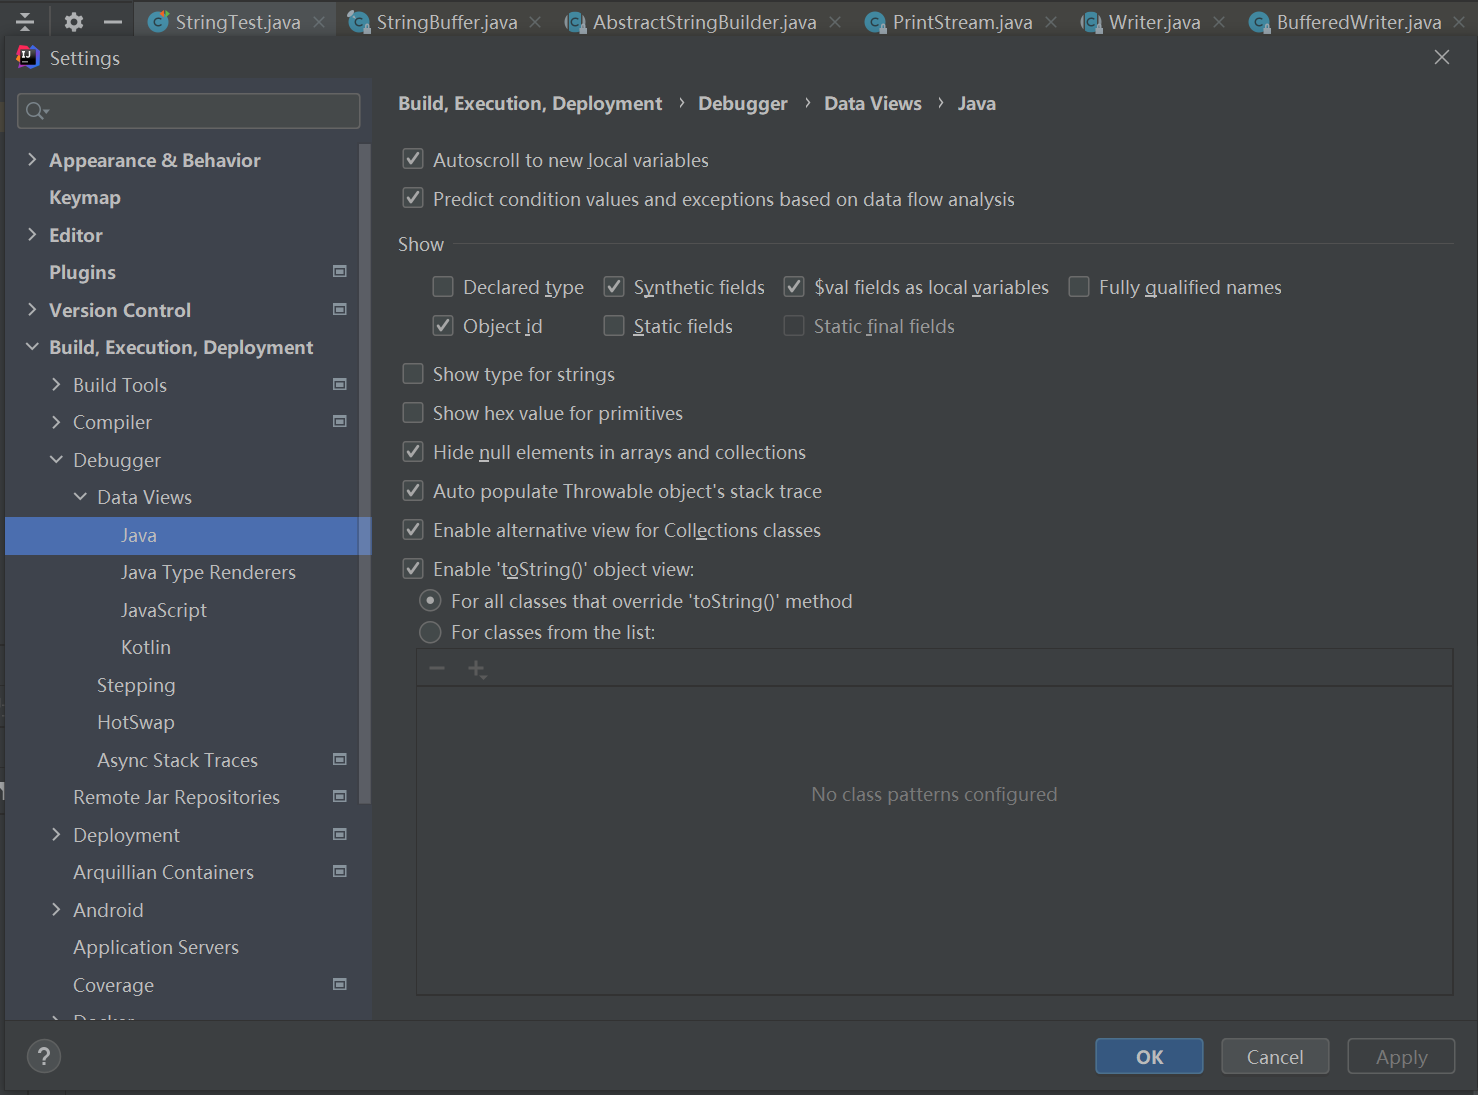 StringTest.java StringBuffer.java AbstractStringBuilder.java PrintStream.java Writer.java BufferedWriter.java
Settings
Build, Execution, Deployment › Debugger › Data Views › Java
Appearance & Behavior
Keymap
Editor
Plugins
Version Control
Build, Execution, Deployment
Build Tools
Compiler
Debugger
Data Views
Java
Java Type Renderers
JavaScript
Kotlin
Stepping
HotSwap
Async Stack Traces
Remote Jar Repositories
Deployment
Arquillian Containers
Android
Application Servers
Coverage
Autoscroll to new local variables
Predict condition values and exceptions based on data flow analysis
Show
Declared type Synthetic fields $val fields as local variables Fully qualified names
Object id Static fields Static final fields
Show type for strings
Show hex value for primitives
Hide null elements in arrays and collections
Auto populate Throwable object's stack trace
Enable alternative view for Collections classes
Enable 'toString()' object view:
For all classes that override 'toString()' method
For classes from the list:
No class patterns configured
? OK Cancel Apply